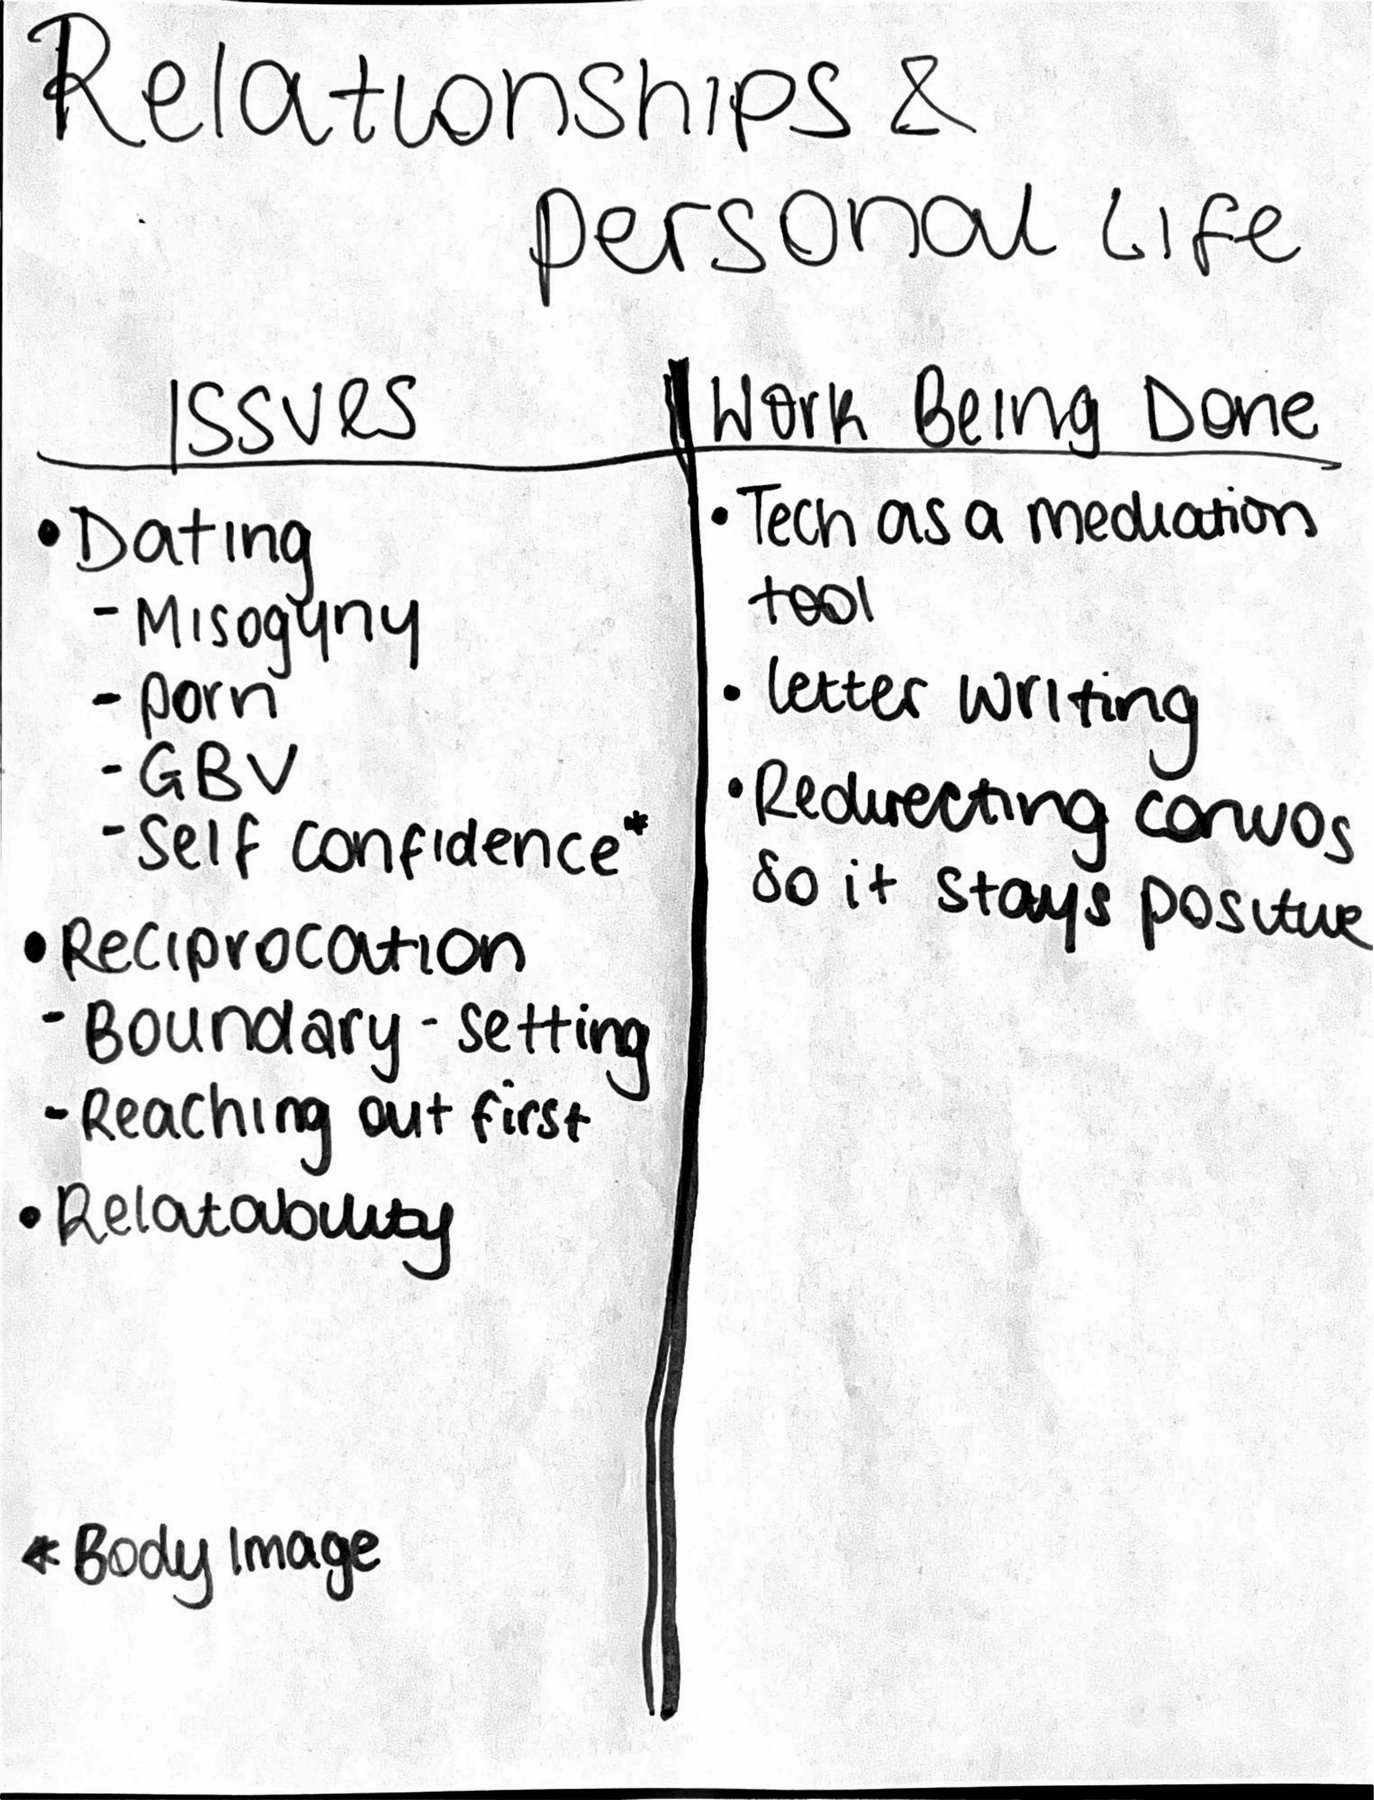 Relationships &
personal Life
Issues
• Dating
- Misogyny
- porn
- GBV
- Self confidence*
• Reciprocation
- Boundary - setting
- Reaching out first
• Relatability
* Body Image
Work Being Done
• Tech as a mediation
tool
• letter writing
• Redirecting convos
so it stays positive